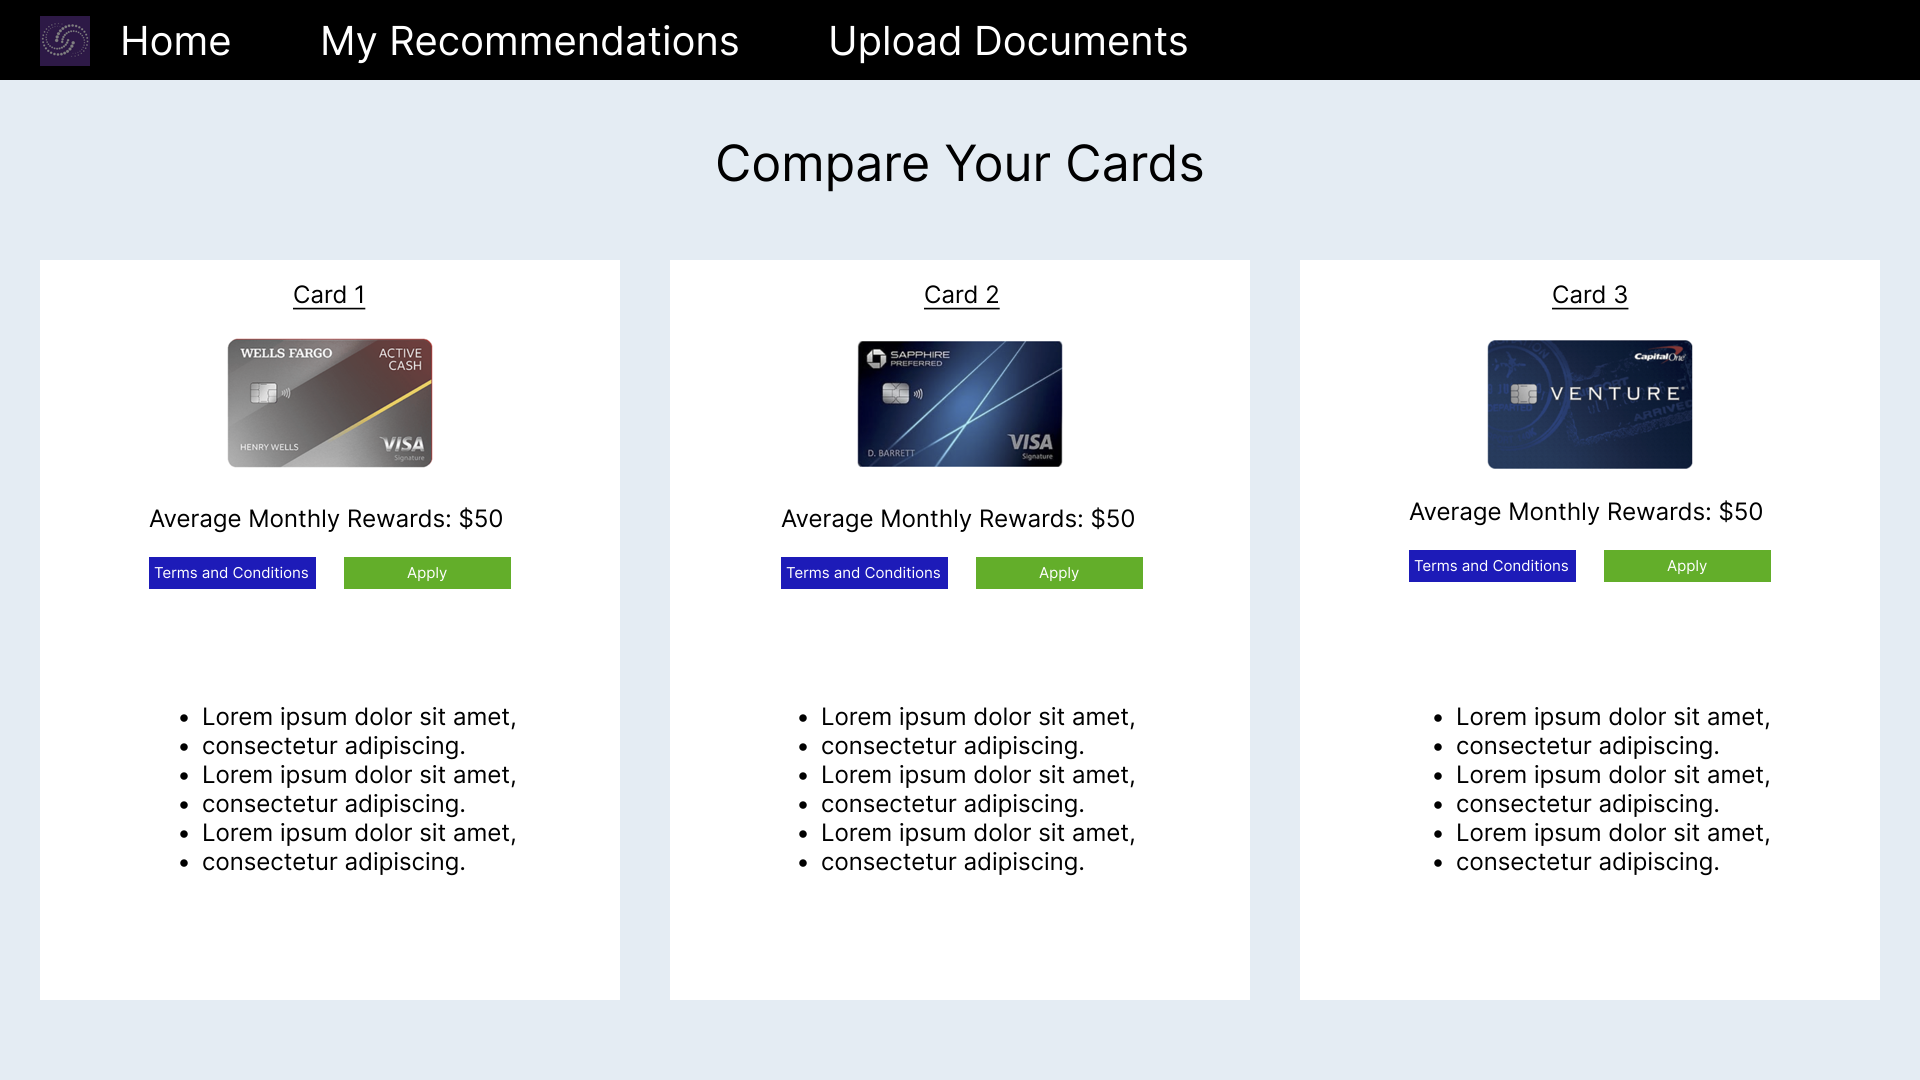 Home My Recommendations Upload Documents
Compare Your Cards
Card 1
WELLS FARGO ACTIVE
CASH
HENRY WELLS VISA
Signature
Average Monthly Rewards: $50
Terms and Conditions Apply
• Lorem ipsum dolor sit amet,
• consectetur adipiscing.
• Lorem ipsum dolor sit amet,
• consectetur adipiscing.
• Lorem ipsum dolor sit amet,
• consectetur adipiscing.
Card 2
SAPPHIRE
PREFERRED
D. BARRETT VISA
Signature
Average Monthly Rewards: $50
Terms and Conditions Apply
• Lorem ipsum dolor sit amet,
• consectetur adipiscing.
• Lorem ipsum dolor sit amet,
• consectetur adipiscing.
• Lorem ipsum dolor sit amet,
• consectetur adipiscing.
Card 3
Capital One
VENTURE
ARRIVE
Average Monthly Rewards: $50
Terms and Conditions Apply
• Lorem ipsum dolor sit amet,
• consectetur adipiscing.
• Lorem ipsum dolor sit amet,
• consectetur adipiscing.
• Lorem ipsum dolor sit amet,
• consectetur adipiscing.